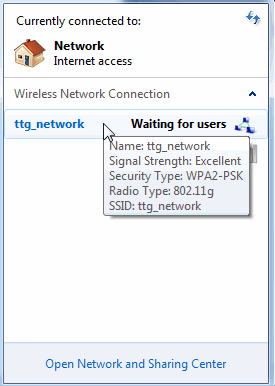 Currently connected to:
Network
Internet access
Wireless Network Connection
ttg_network Waiting for users
Name: ttg_network
Signal Strength: Excellent
Security Type: WPA2-PSK
Radio Type: 802.11g
SSID: ttg_network
Open Network and Sharing Center